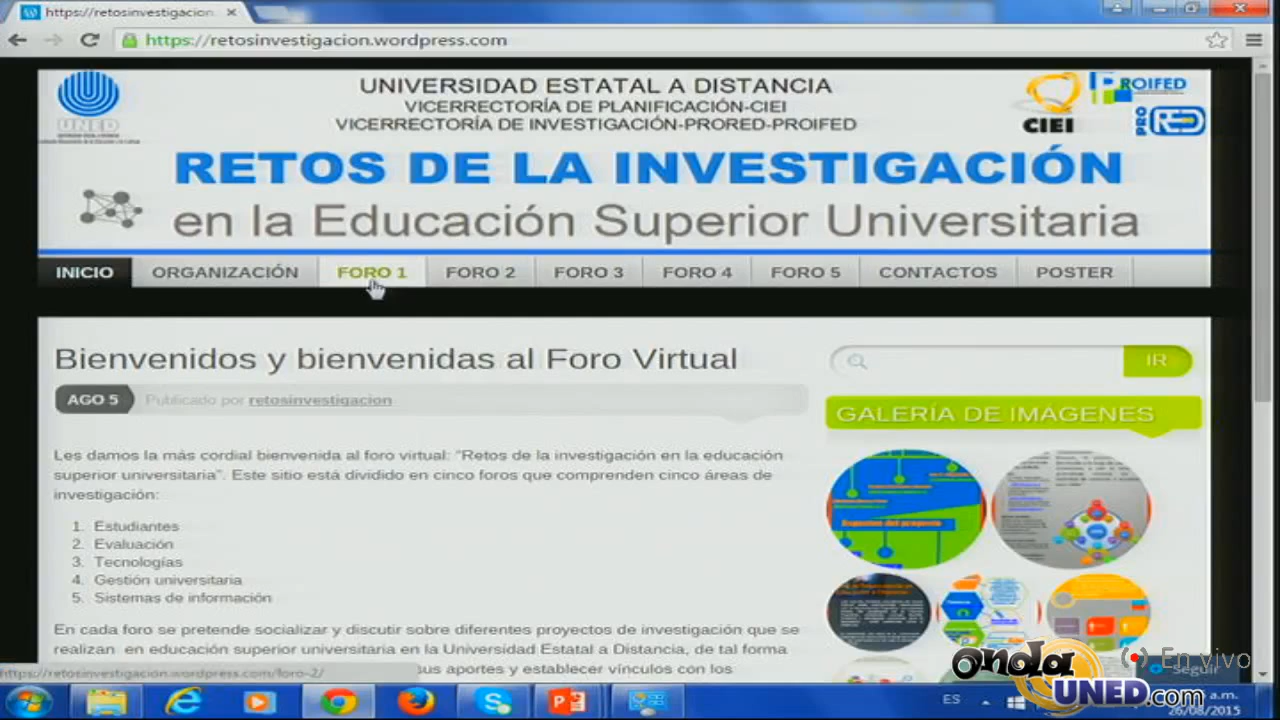 https://retosinvestigacion.
https://retosinvestigacion.wordpress.com
UNED
UNIVERSIDAD ESTATAL A DISTANCIA
VICERRECTORÍA DE PLANIFICACIÓN-CIEI
VICERRECTORÍA DE INVESTIGACIÓN-PRORED-PROIFED
CIEI
PROIFED
PRO RED
RETOS DE LA INVESTIGACIÓN
en la Educación Superior Universitaria
INICIO ORGANIZACIÓN FORO 1 FORO 2 FORO 3 FORO 4 FORO 5 CONTACTOS POSTER
Bienvenidos y bienvenidas al Foro Virtual
IR
AGO 5 Publicado por retosinvestigacion
GALERÍA DE IMÁGENES
Les damos la más cordial bienvenida al foro virtual: “Retos de la investigación en la educación
superior universitaria”. Este sitio está dividido en cinco foros que comprenden cinco áreas de
investigación:
1. Estudiantes
2. Evaluación
3. Tecnologías
4. Gestión universitaria
5. Sistemas de información
En cada foro se pretende socializar y discutir sobre diferentes proyectos de investigación que se
realizan en educación superior universitaria en la Universidad Estatal a Distancia, de tal forma
sus aportes y establecer vínculos con los
https://retosinvestigación.wordpress.com/foro-2/
Aspectos del proyecto
onda UNED.com
En vivo
Seguir
ES
a.m.
26/08/2015